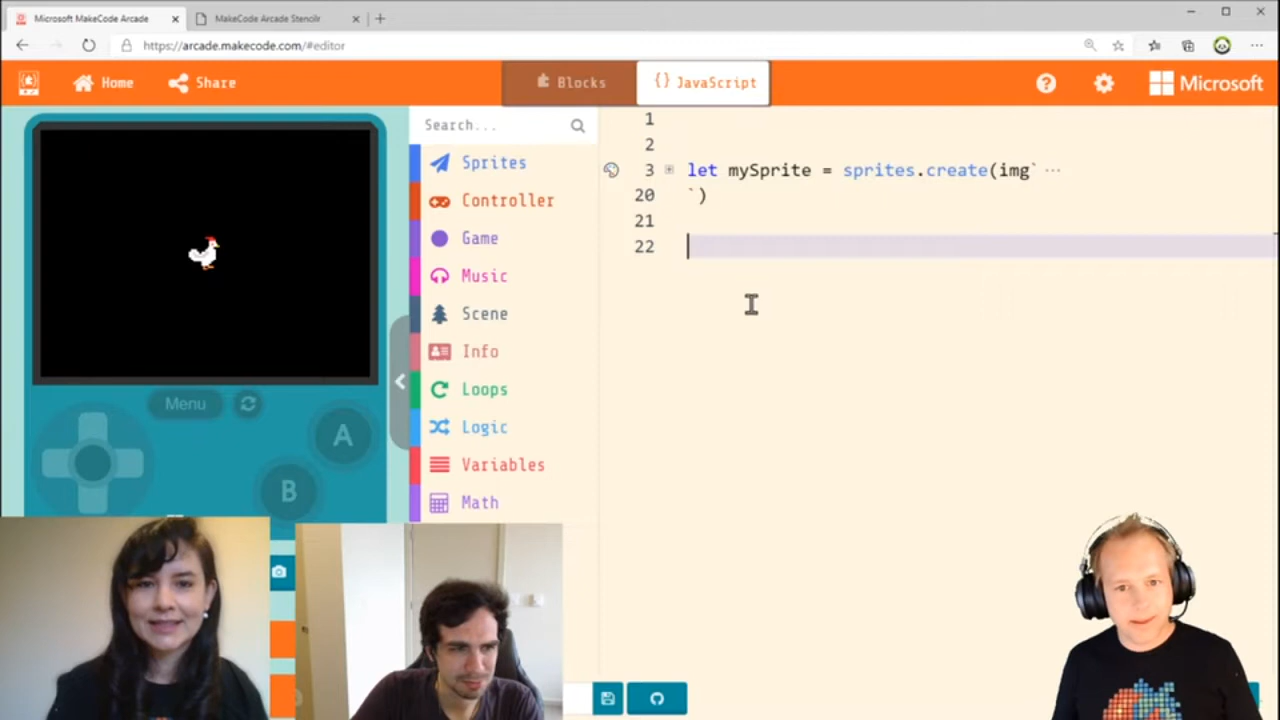 Microsoft MakeCode Arcade
MakeCode Arcade Stencilr
https://arcade.makecode.com/#editor
Home
Share
Blocks
{} JavaScript
Microsoft
Search...
Sprites
Controller
Game
Music
Scene
Info
Loops
Logic
Variables
Math
1
2
3 let mySprite = sprites.create(img` ···
20 `)
21
22
Menu
A
B